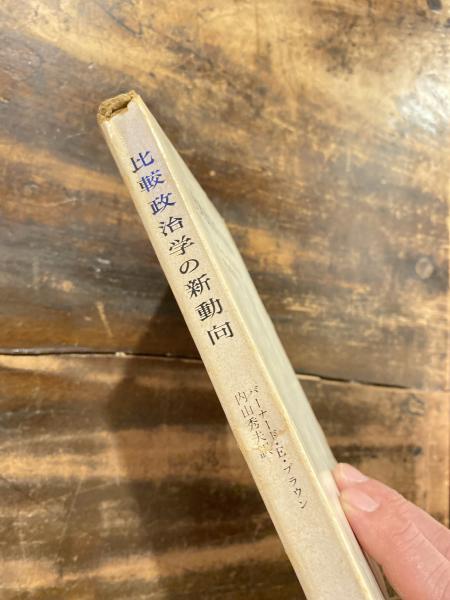 比較政治学の新動向
バーナード・E・ブラウン
内山秀夫訳